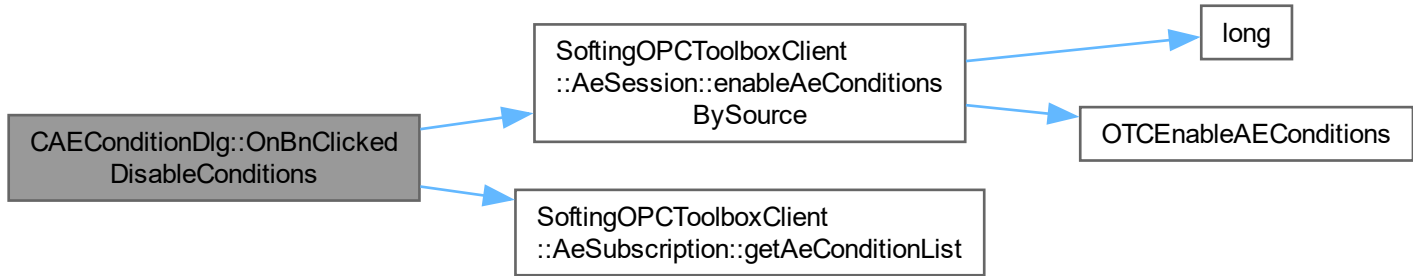 CAEConditionDlg::OnBnClicked
DisableConditions
SoftingOPCToolboxClient
::AeSession::enableAeConditions
BySource
long
OTCEnableAEConditions
SoftingOPCToolboxClient
::AeSubscription::getAeConditionList